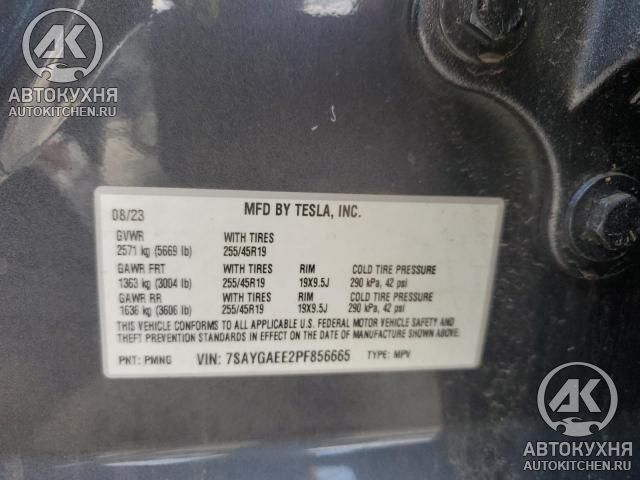 AK
АВТОКУХНЯ
AUTOKITCHEN.RU
08/23 MFD BY TESLA, INC.
GVWR WITH TIRES
2571 kg (5669 lb) 255/45R19
GAWR FRT WITH TIRES RIM COLD TIRE PRESSURE
1363 kg (3004 lb) 255/45R19 19X9.5J 290 kPa, 42 psi
GAWR RR WITH TIRES RIM COLD TIRE PRESSURE
1636 kg (3606 lb) 255/45R19 19X9.5J 290 kPa, 42 psi
THIS VEHICLE CONFORMS TO ALL APPLICABLE U.S. FEDERAL MOTOR VEHICLE SAFETY AND
THEFT PREVENTION STANDARDS IN EFFECT ON THE DATE OF MANUFACTURE SHOWN ABOVE.
PNT: PMNG VIN: 7SAYGAEE2PF856665 TYPE: MPV
AK
АВТОКУХНЯ
AUTOKITCHEN.RU